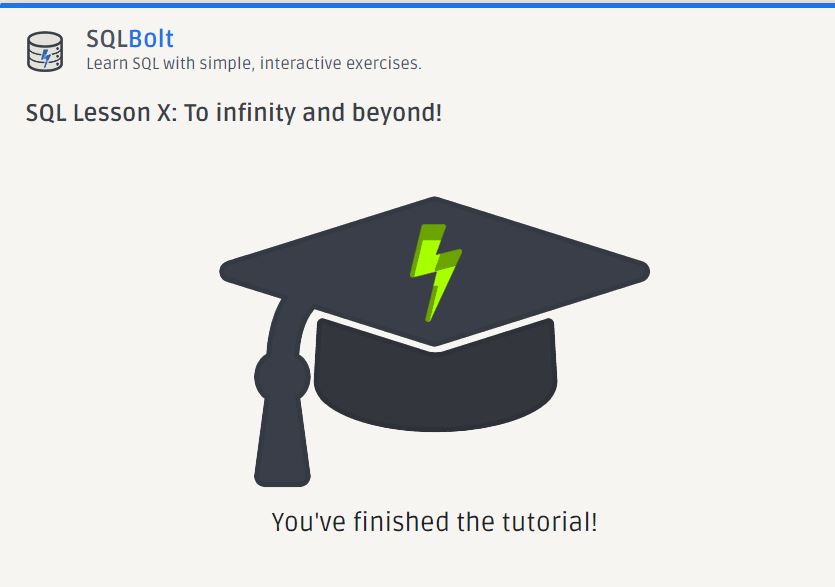 SQLBolt
Learn SQL with simple, interactive exercises.
SQL Lesson X: To infinity and beyond!
You've finished the tutorial!